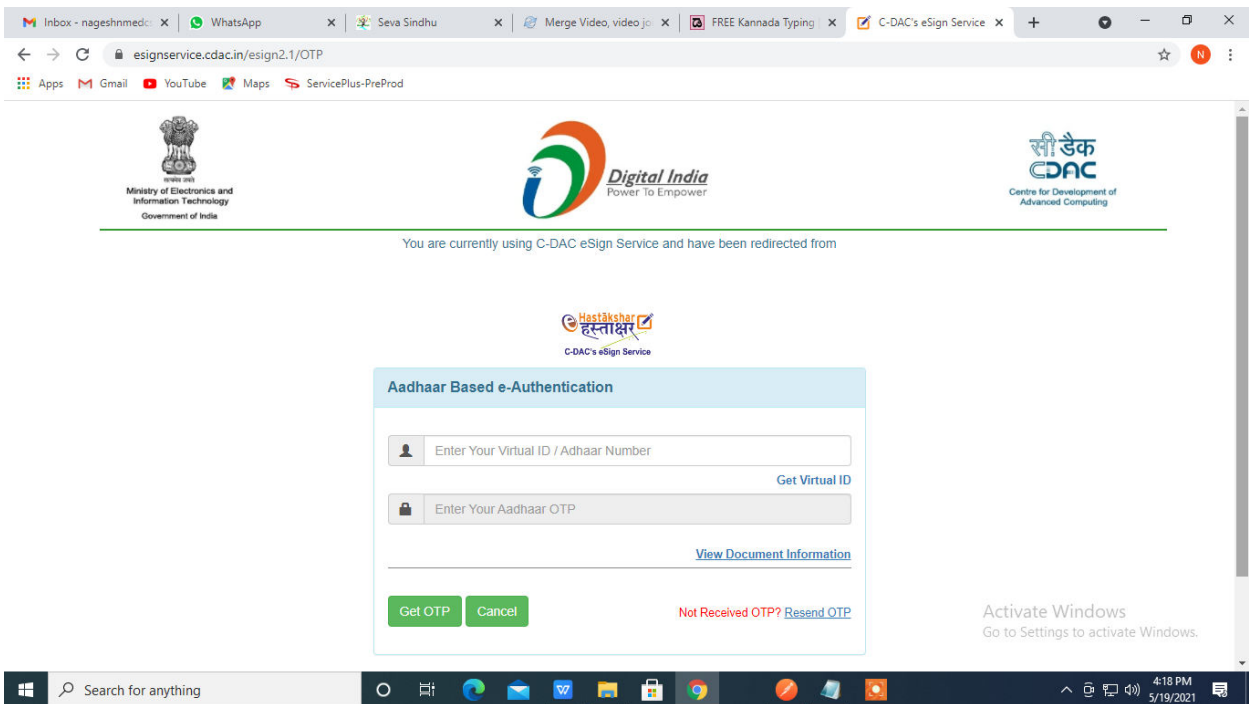 Inbox - nageshnmedc
WhatsApp
Seva Sindhu
Merge Video, video jo
FREE Kannada Typing
C-DAC's eSign Service
esignservice.cdac.in/esign2.1/OTP
N
Apps
Gmail
YouTube
Maps
ServicePlus-PreProd
सत्यमेव जयते
Ministry of Electronics and
Information Technology
Government of India
Digital India
Power To Empower
सी डैक
CDAC
Centre for Development of
Advanced Computing
You are currently using C-DAC eSign Service and have been redirected from
e Hastākshar
हस्ताक्षर
C-DAC's eSign Service
Aadhaar Based e-Authentication
Enter Your Virtual ID / Adhaar Number
Get Virtual ID
Enter Your Aadhaar OTP
View Document Information
Get OTP
Cancel
Not Received OTP? Resend OTP
Activate Windows
Go to Settings to activate Windows.
Search for anything
4:18 PM
5/19/2021